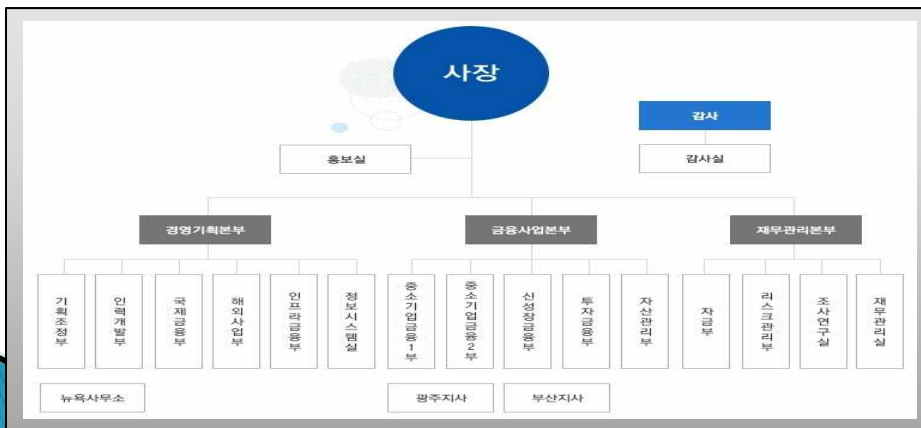 사장
감사
홍보실
감사실
경영기획본부
금융사업본부
재무관리본부
기획조정부
인력개발부
국제금융부
해외사업부
인프라금융부
정보시스템실
중소기업금융1부
중소기업금융2부
신성장금융부
투자금융부
자산관리부
자금부
리스크관리부
조사연구실
재무관리실
뉴욕사무소
광주지사
부산지사